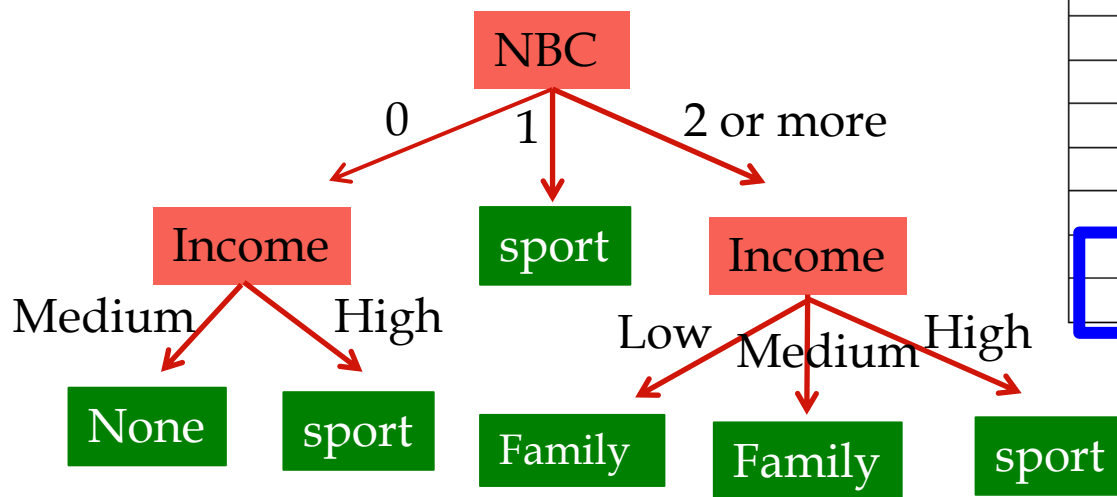 NBC
0
1
2 or more
Income
sport
Income
Medium
High
Low
Medium
High
None
sport
Family
Family
sport